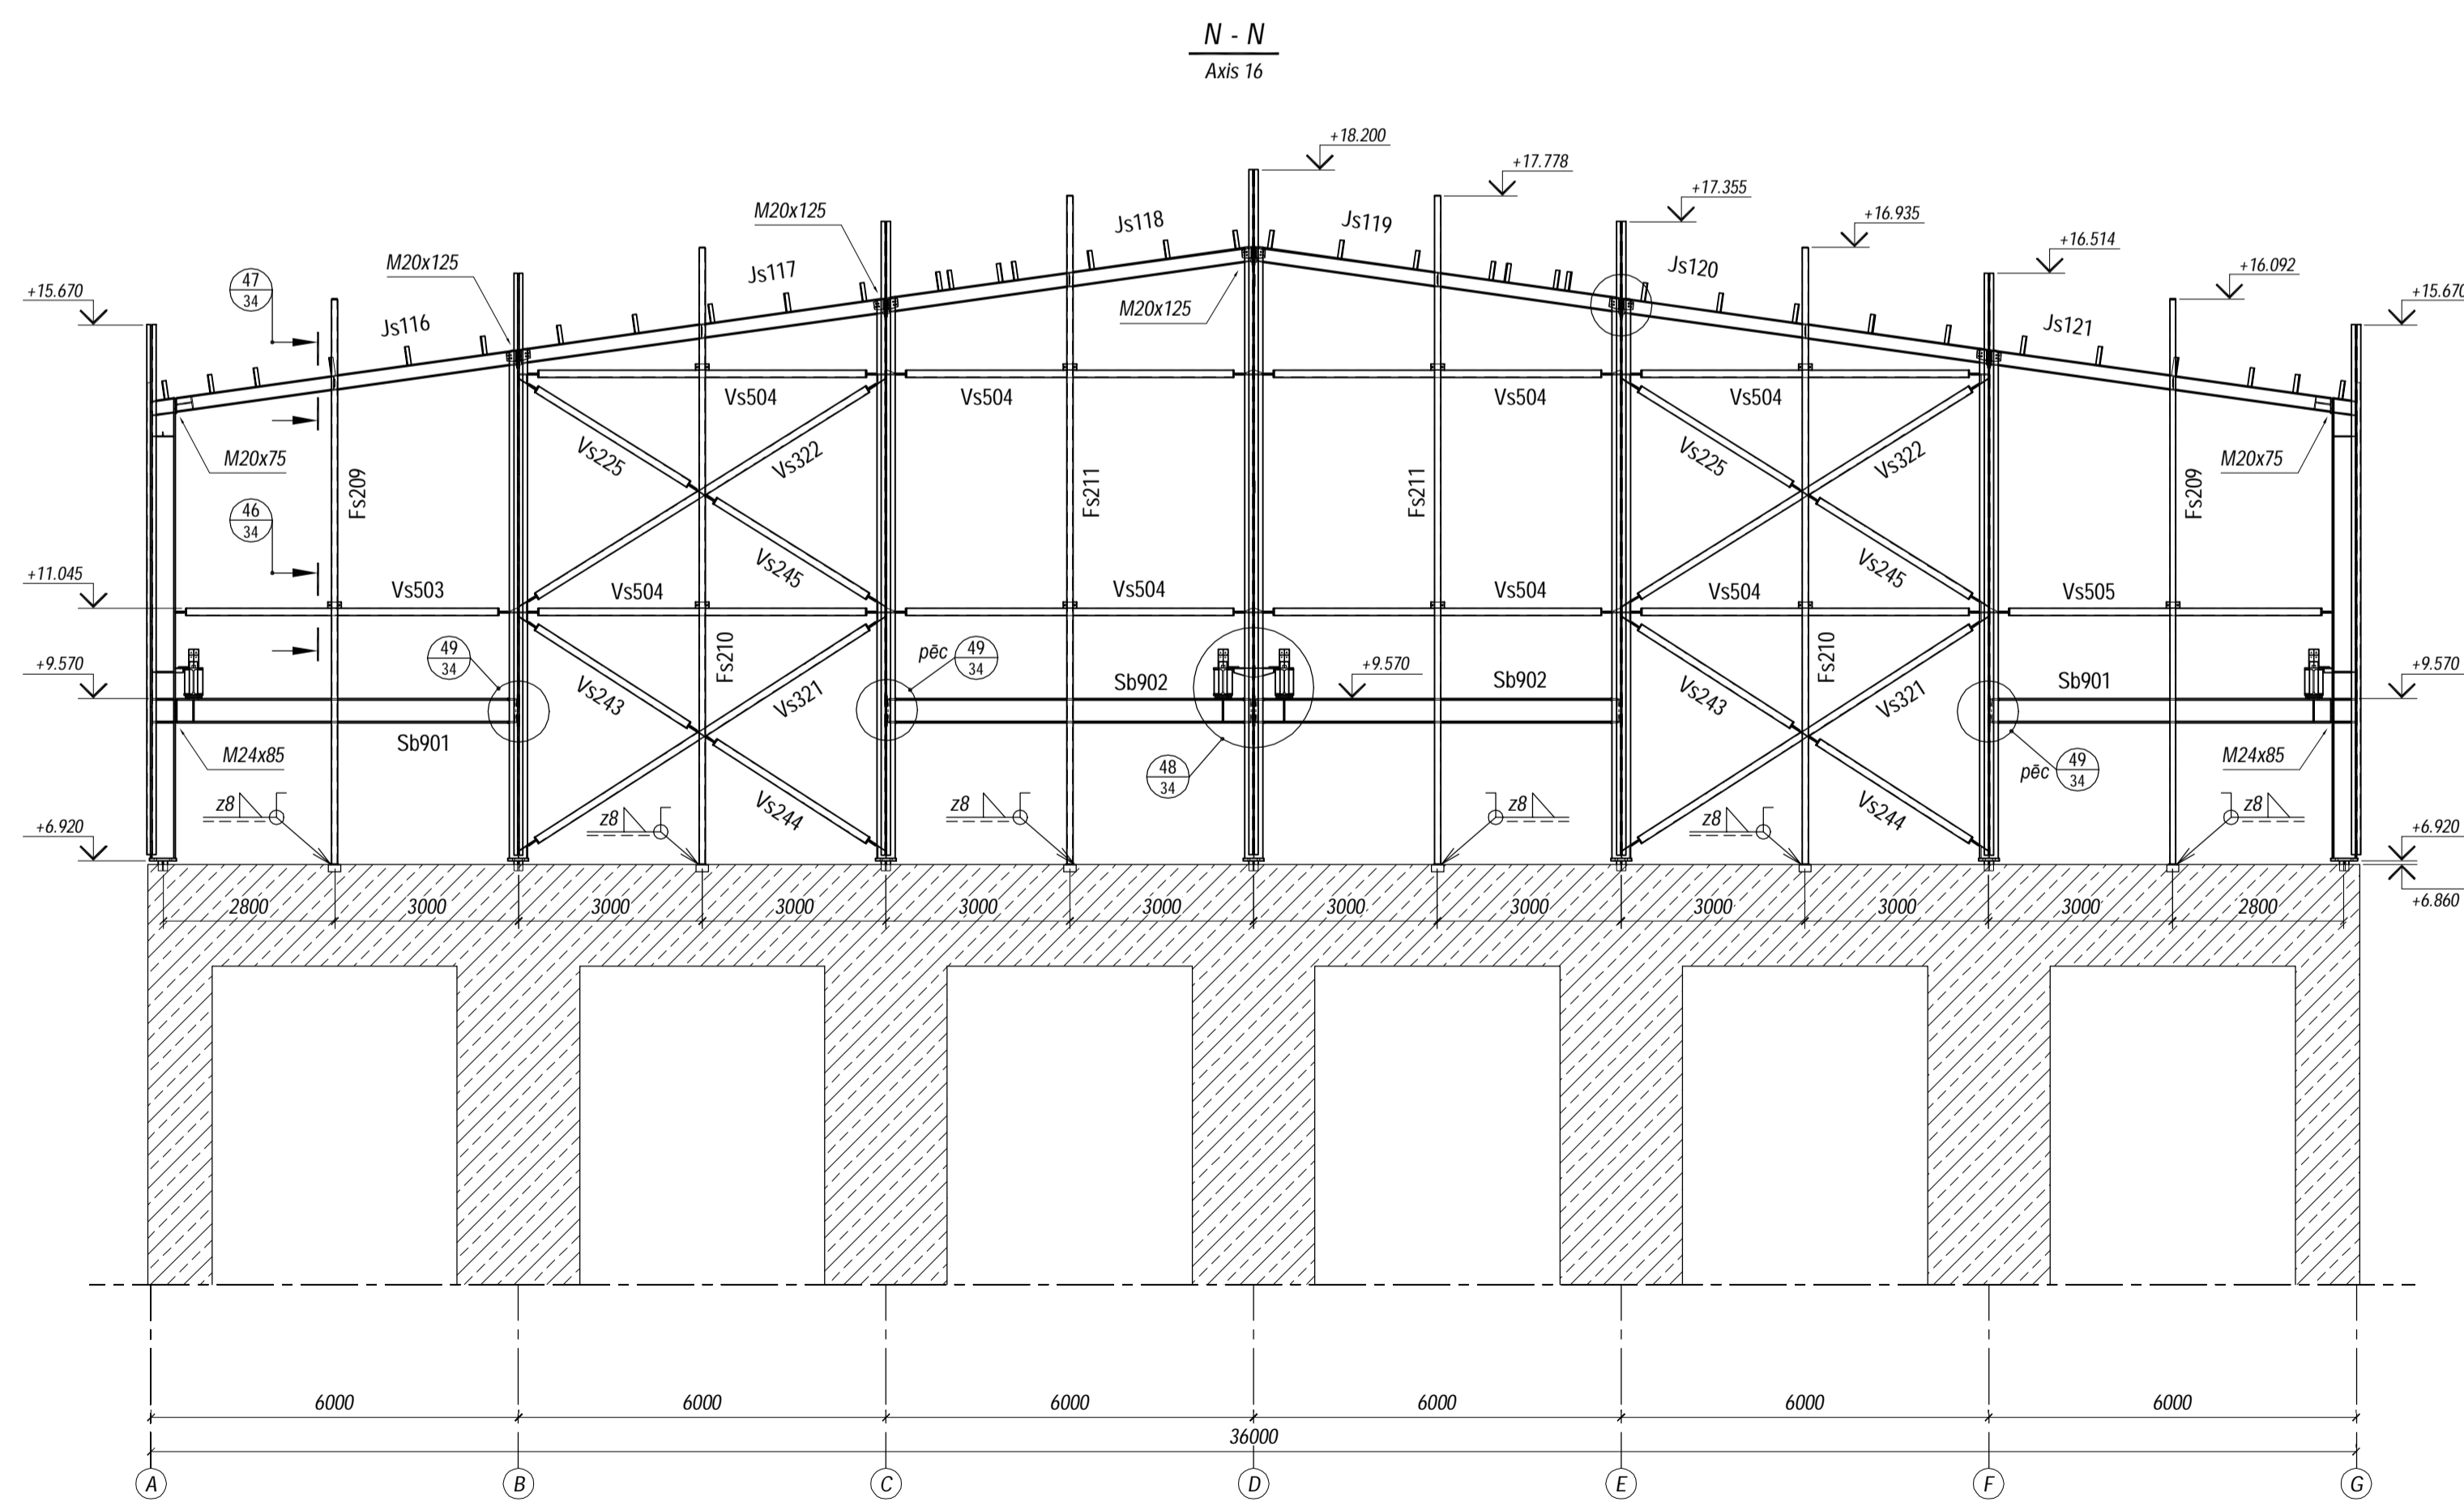 N - N
Axis 16
+18.200
+17.778
+17.355
+16.935
+16.514
+16.092
+15.670
+15.670
M20x125
M20x125
M20x125
47
34
Js116
Js117
Js118
Js119
Js120
Js121
Vs504
Vs504
Vs504
Vs504
M20x75
M20x75
Fs209
Vs225
Vs322
Fs211
Fs211
Vs225
Vs322
Fs209
46
34
Vs245
Vs245
+11.045
Vs503
Vs504
Vs504
Vs504
Vs504
Vs505
49
34
Fs210
pēc
49
34
Fs210
+9.570
+9.570
+9.570
Vs243
Vs321
Sb902
Sb902
Vs243
Vs321
Sb901
Sb901
M24x85
48
34
pēc
49
34
M24x85
z8
z8
z8
z8
z8
z8
Vs244
Vs244
+6.920
+6.920
+6.860
2800
3000
3000
3000
3000
3000
3000
3000
3000
3000
3000
2800
6000
6000
6000
6000
6000
6000
36000
A
B
C
D
E
F
G